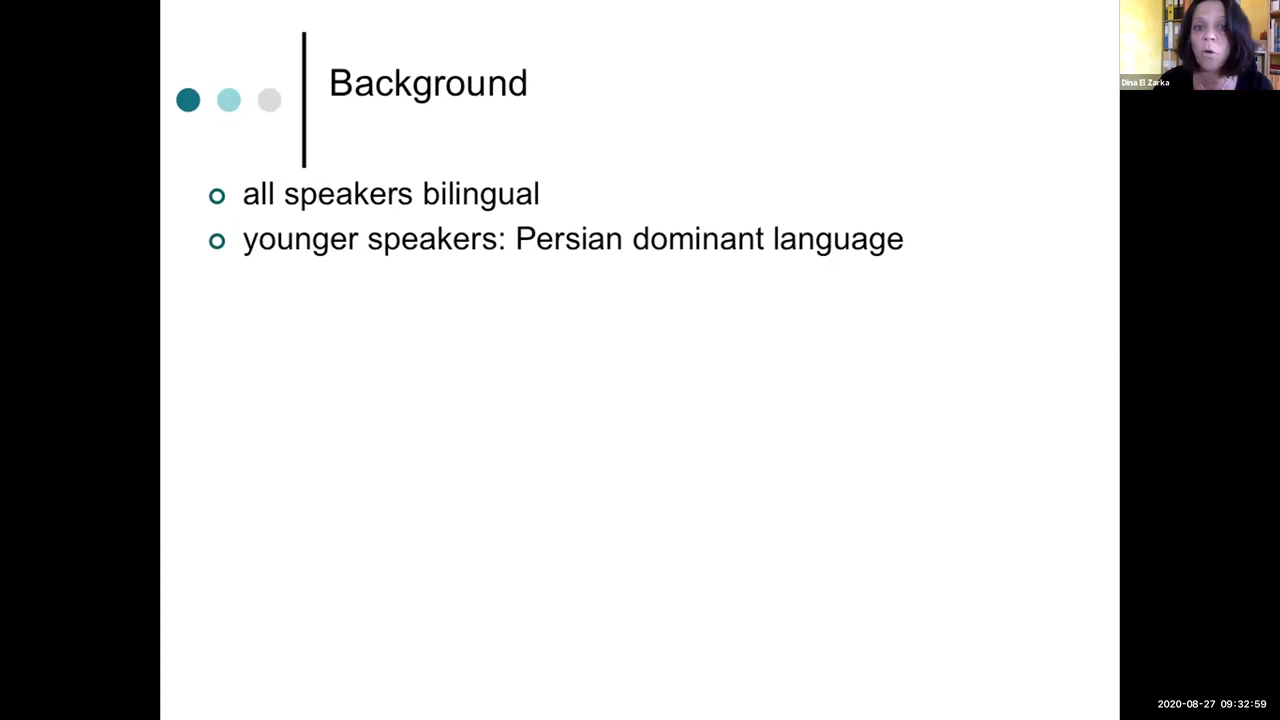 Background
all speakers bilingual
younger speakers: Persian dominant language
Dina El Zarka
2020-08-27 09:32:59